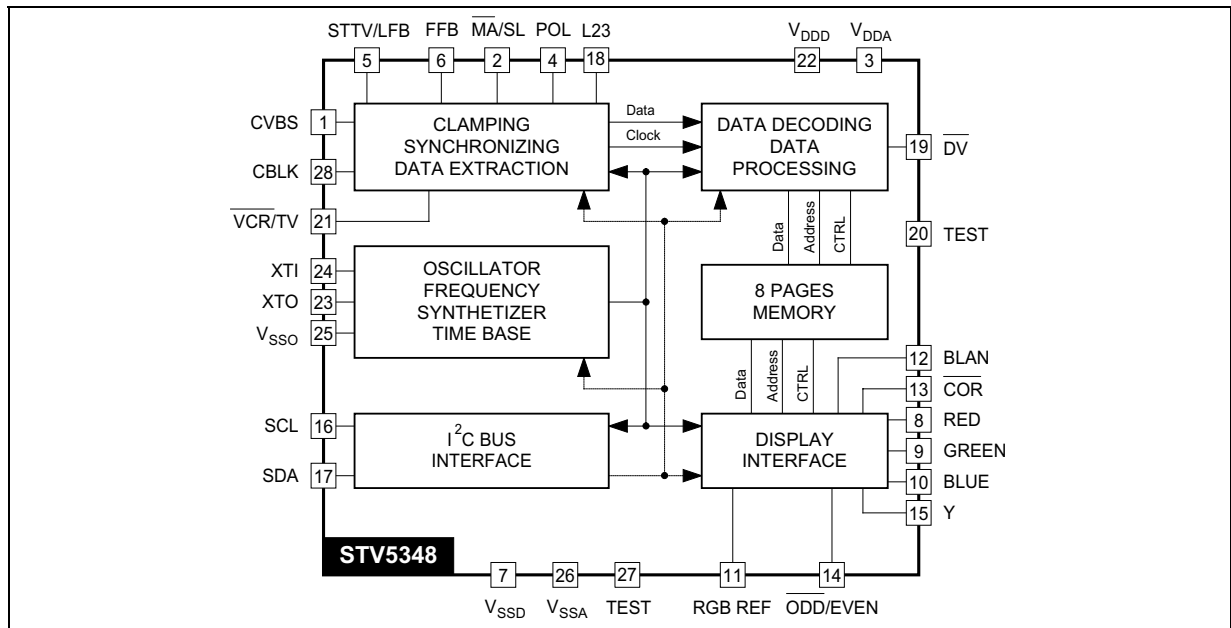 STTV/LFB FFB MA/SL POL L23 VDDD VDDA
5 6 2 4 18 22 3
CVBS 1
CBLK 28
VCR/TV 21
CLAMPING
SYNCHRONIZING
DATA EXTRACTION
Data
Clock
DATA DECODING
DATA
PROCESSING
19 DV
20 TEST
Data Address CTRL
XTI 24
XTO 23
VSSO 25
OSCILLATOR
FREQUENCY
SYNTHETIZER
TIME BASE
8 PAGES
MEMORY
Data Address CTRL
SCL 16
SDA 17
I2C BUS
INTERFACE
DISPLAY
INTERFACE
12 BLAN
13 COR
8 RED
9 GREEN
10 BLUE
15 Y
STV5348
7 26 27 11 14
VSSD VSSA TEST RGB REF ODD/EVEN